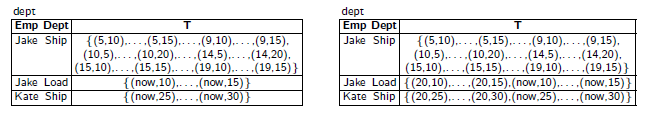 dept
Emp Dept T
Jake Ship {(5,10),...,(5,15),...,(9,10),...,(9,15),
(10,5),...,(10,20),...,(14,5),...,(14,20),
(15,10),...,(15,15),...,(19,10),...,(19,15)}
Jake Load {(now,10),...,(now,15)}
Kate Ship {(now,25),...,(now,30)}
dept
Emp Dept T
Jake Ship {(5,10),...,(5,15),...,(9,10),...,(9,15),
(10,5),...,(10,20),...,(14,5),...,(14,20),
(15,10),...,(15,15),...,(19,10),...,(19,15)}
Jake Load {(20,10),...,(20,15),(now,10),...,(now,15)}
Kate Ship {(20,25),...,(20,30),(now,25),...,(now,30)}